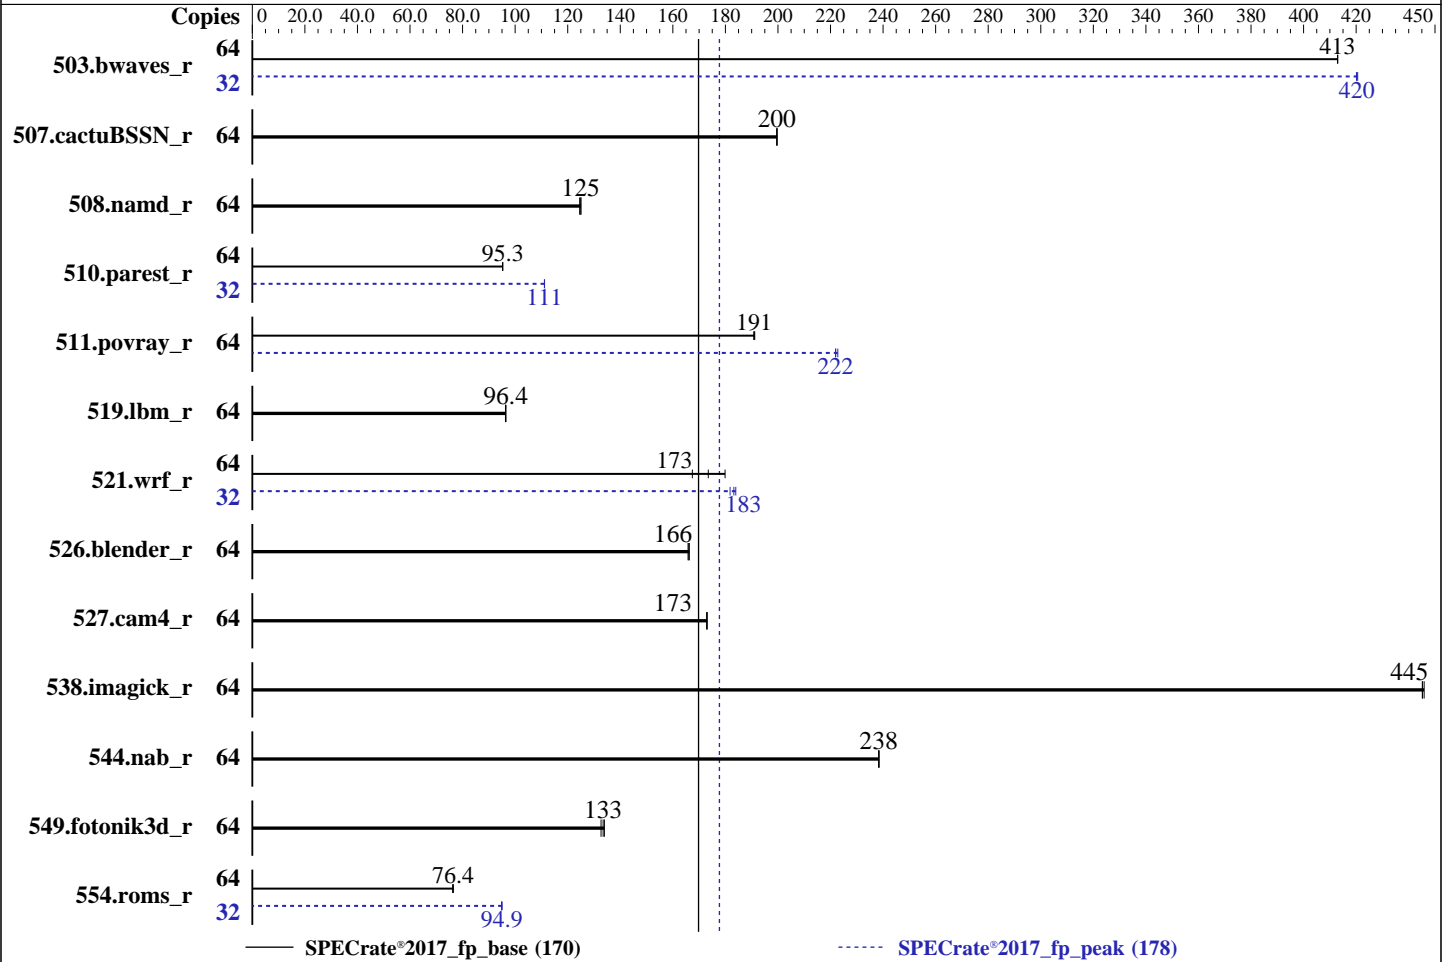 Copies 0 20.0 40.0 60.0 80.0 100 120 140 160 180 200 220 240 260 280 300 320 340 360 380 400 420 450
503.bwaves_r 64 413
32 420
507.cactuBSSN_r 64 200
508.namd_r 64 125
510.parest_r 64 95.3
32 111
511.povray_r 64 191
222
519.lbm_r 64 96.4
521.wrf_r 64 173
32 183
526.blender_r 64 166
527.cam4_r 64 173
538.imagick_r 64 445
544.nab_r 64 238
549.fotonik3d_r 64 133
554.roms_r 64 76.4
32 94.9
SPECrate®2017_fp_base (170) SPECrate®2017_fp_peak (178)